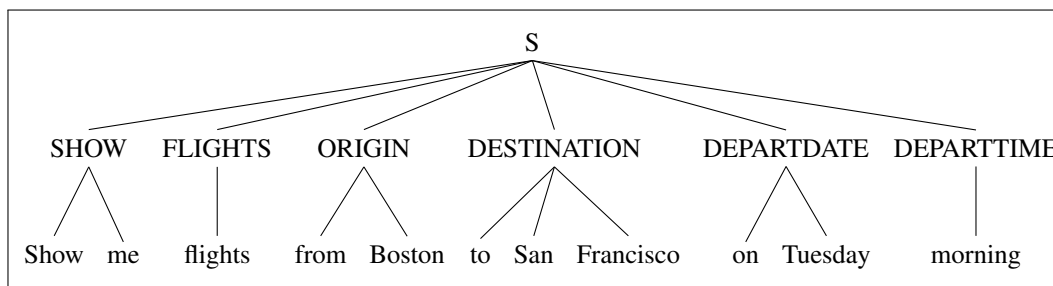 S
SHOW FLIGHTS ORIGIN DESTINATION DEPARTDATE DEPARTTIME
Show me flights from Boston to San Francisco on Tuesday morning